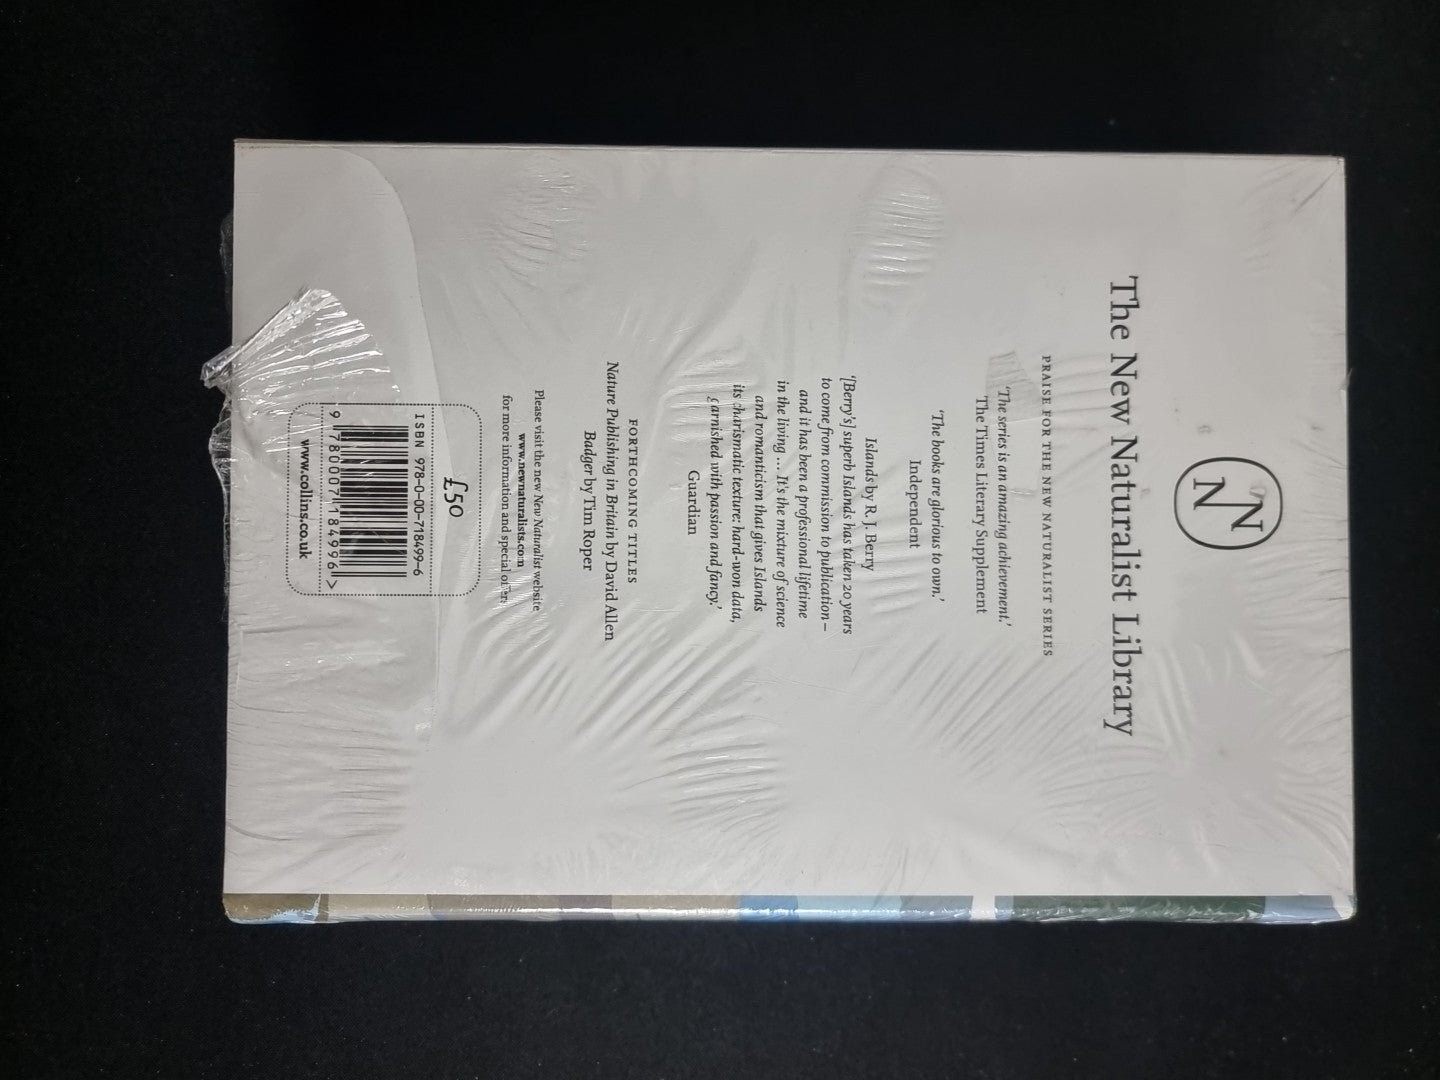 NN
The New Naturalist Library
PRAISE FOR THE NEW NATURALIST SERIES
'The series is an amazing achievement.'
The Times Literary Supplement
'The books are glorious to own.'
Independent
Islands by R. J. Berry
'[Berry's] superb Islands has taken 20 years
to come from commission to publication –
and it has been a professional lifetime
in the living ... It's the mixture of science
and romanticism that gives Islands
its charismatic texture: hard-won data,
garnished with passion and fancy.'
Guardian
FORTHCOMING TITLES
Nature Publishing in Britain by David Allen
Badger by Tim Roper
Please visit the new New Naturalist website
www.newnaturalists.com
for more information and special offers
£50
ISBN 978-0-00-718499-6
9 780007 184996 >
www.collins.co.uk